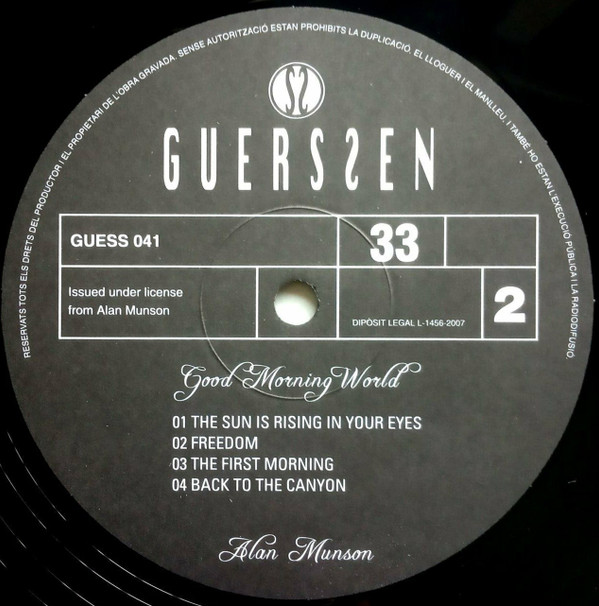 RESERVATS TOTS ELS DRETS DEL PRODUCTOR I EL PROPIETARI DE L'OBRA GRAVADA. SENSE AUTORITZACIÓ ESTAN PROHIBITS LA DUPLICACIÓ, EL LLOGUER I EL MANLLEU, I TAMBÉ HO ESTAN L'EXECUCIÓ PÚBLICA I LA RADIODIFUSIÓ.
GUERSSEN
GUESS 041
33
Issued under license
from Alan Munson
DIPÒSIT LEGAL L-1456-2007
2
Good Morning World
01 THE SUN IS RISING IN YOUR EYES
02 FREEDOM
03 THE FIRST MORNING
04 BACK TO THE CANYON
Alan Munson